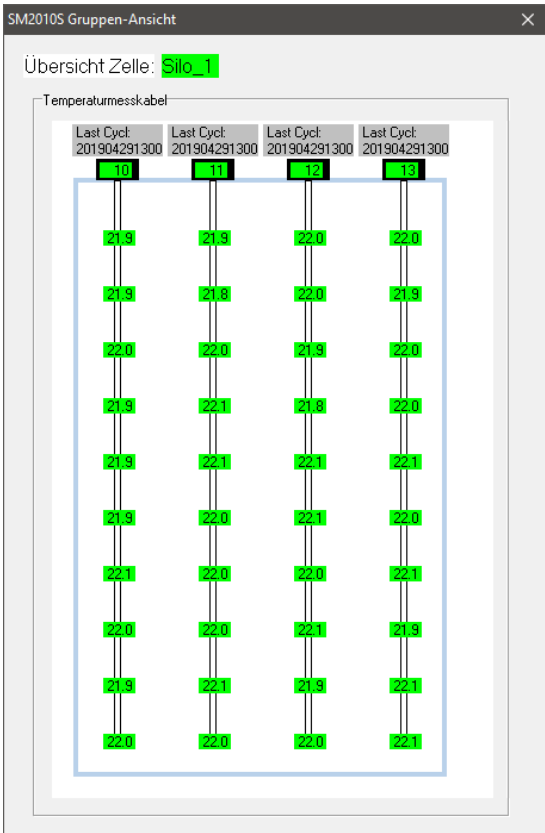 SM2010S Gruppen-Ansicht
Übersicht Zelle: Silo_1
Temperaturmesskabel
Last Cycl: Last Cycl: Last Cycl: Last Cycl:
201904291300 201904291300 201904291300 201904291300
10 11 12 13
21.9 21.9 22.0 22.0
21.9 21.8 22.0 21.9
22.0 22.0 21.9 22.0
21.9 22.1 21.8 22.0
21.9 22.1 22.1 22.1
21.9 22.0 22.1 22.0
22.1 22.0 22.0 22.1
22.0 22.0 22.1 21.9
21.9 22.1 21.9 22.1
22.0 22.0 22.0 22.1